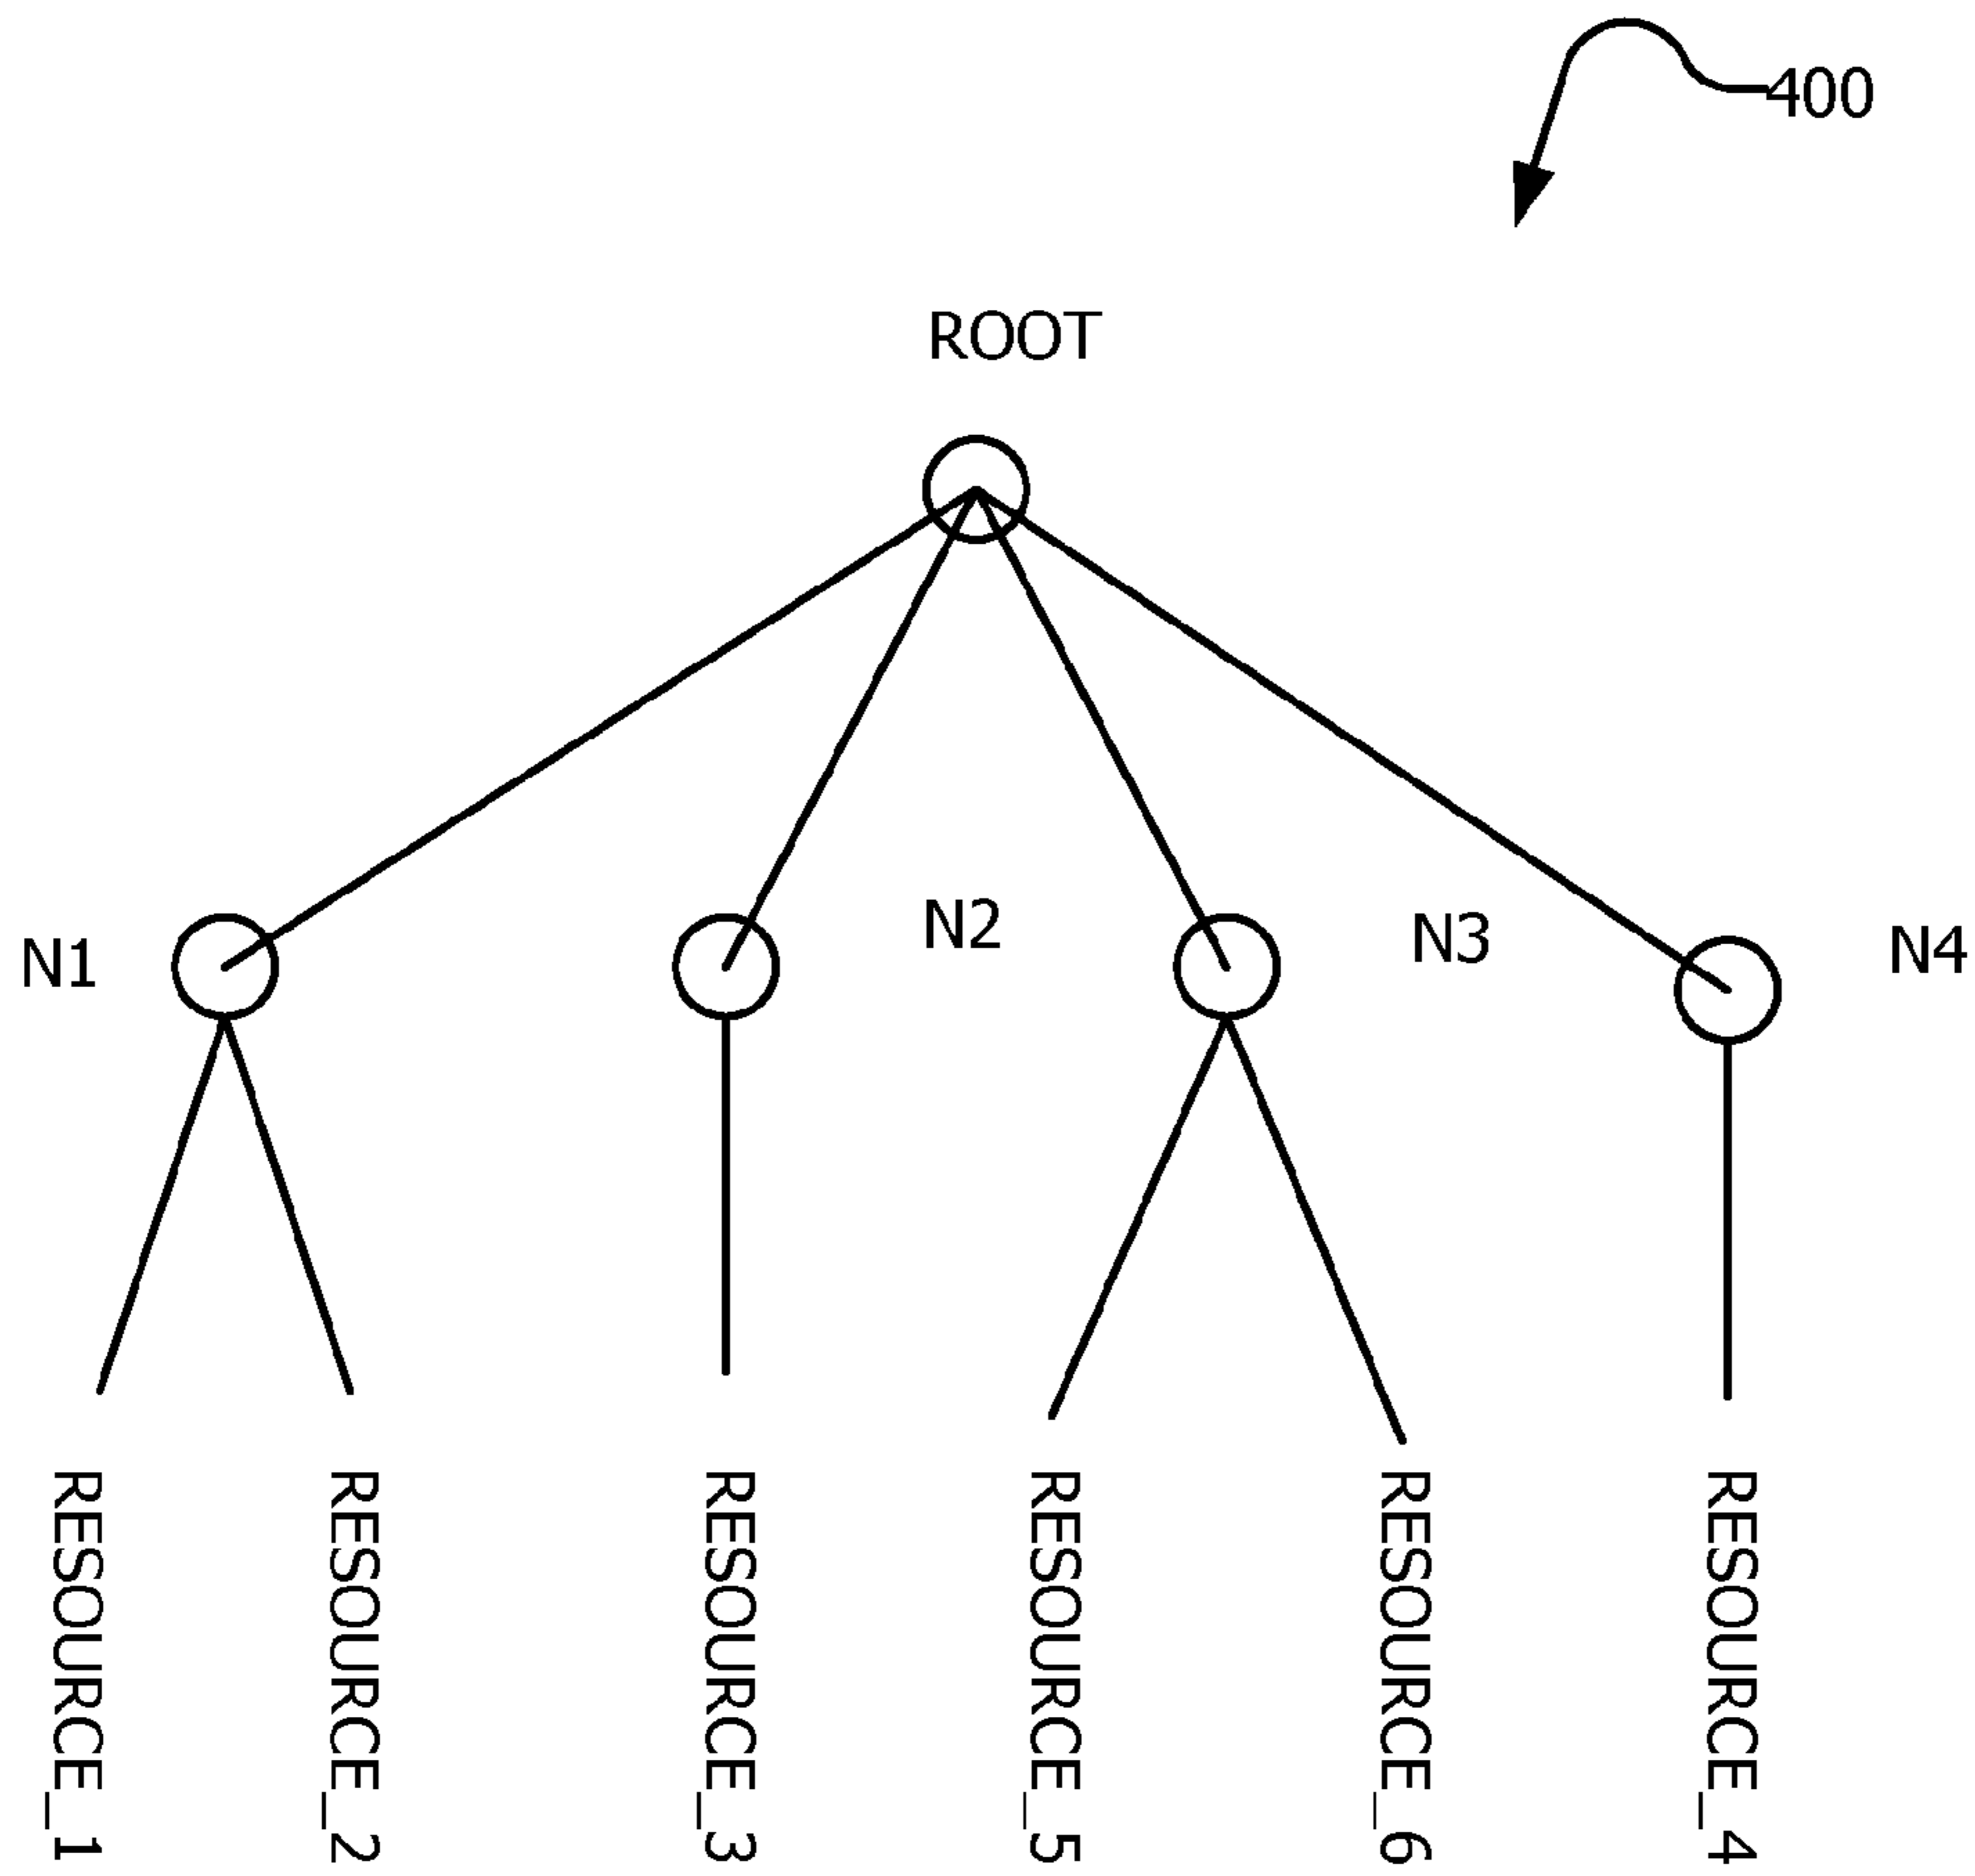 400
ROOT
N1
N2
N3
N4
RESOURCE_1
RESOURCE_2
RESOURCE_3
RESOURCE_5
RESOURCE_6
RESOURCE_4